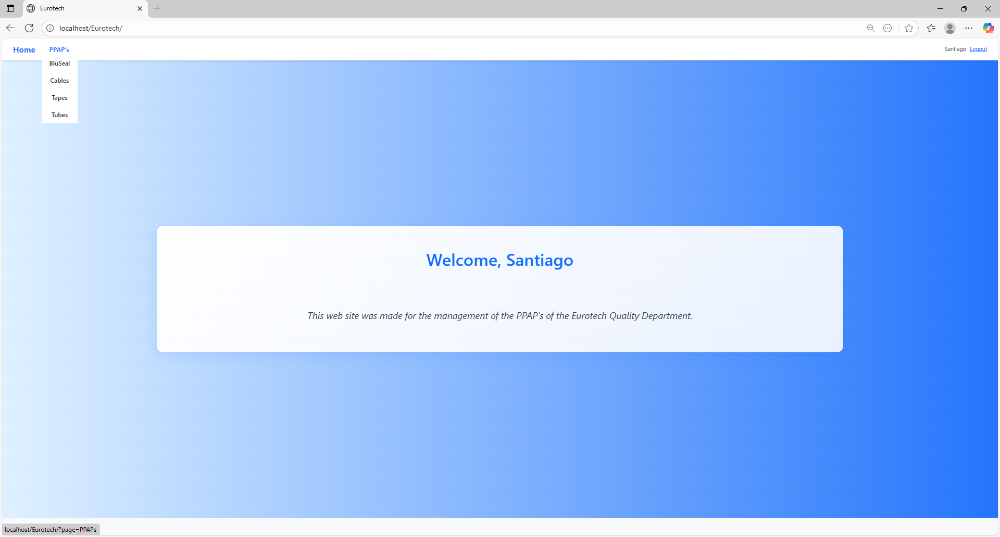 Eurotech
localhost/Eurotech/
Home PPAP's Santiago Logout
BluSeal
Cables
Tapes
Tubes
Welcome, Santiago
This web site was made for the management of the PPAP's of the Eurotech Quality Department.
localhost/Eurotech/?page=PPAPs